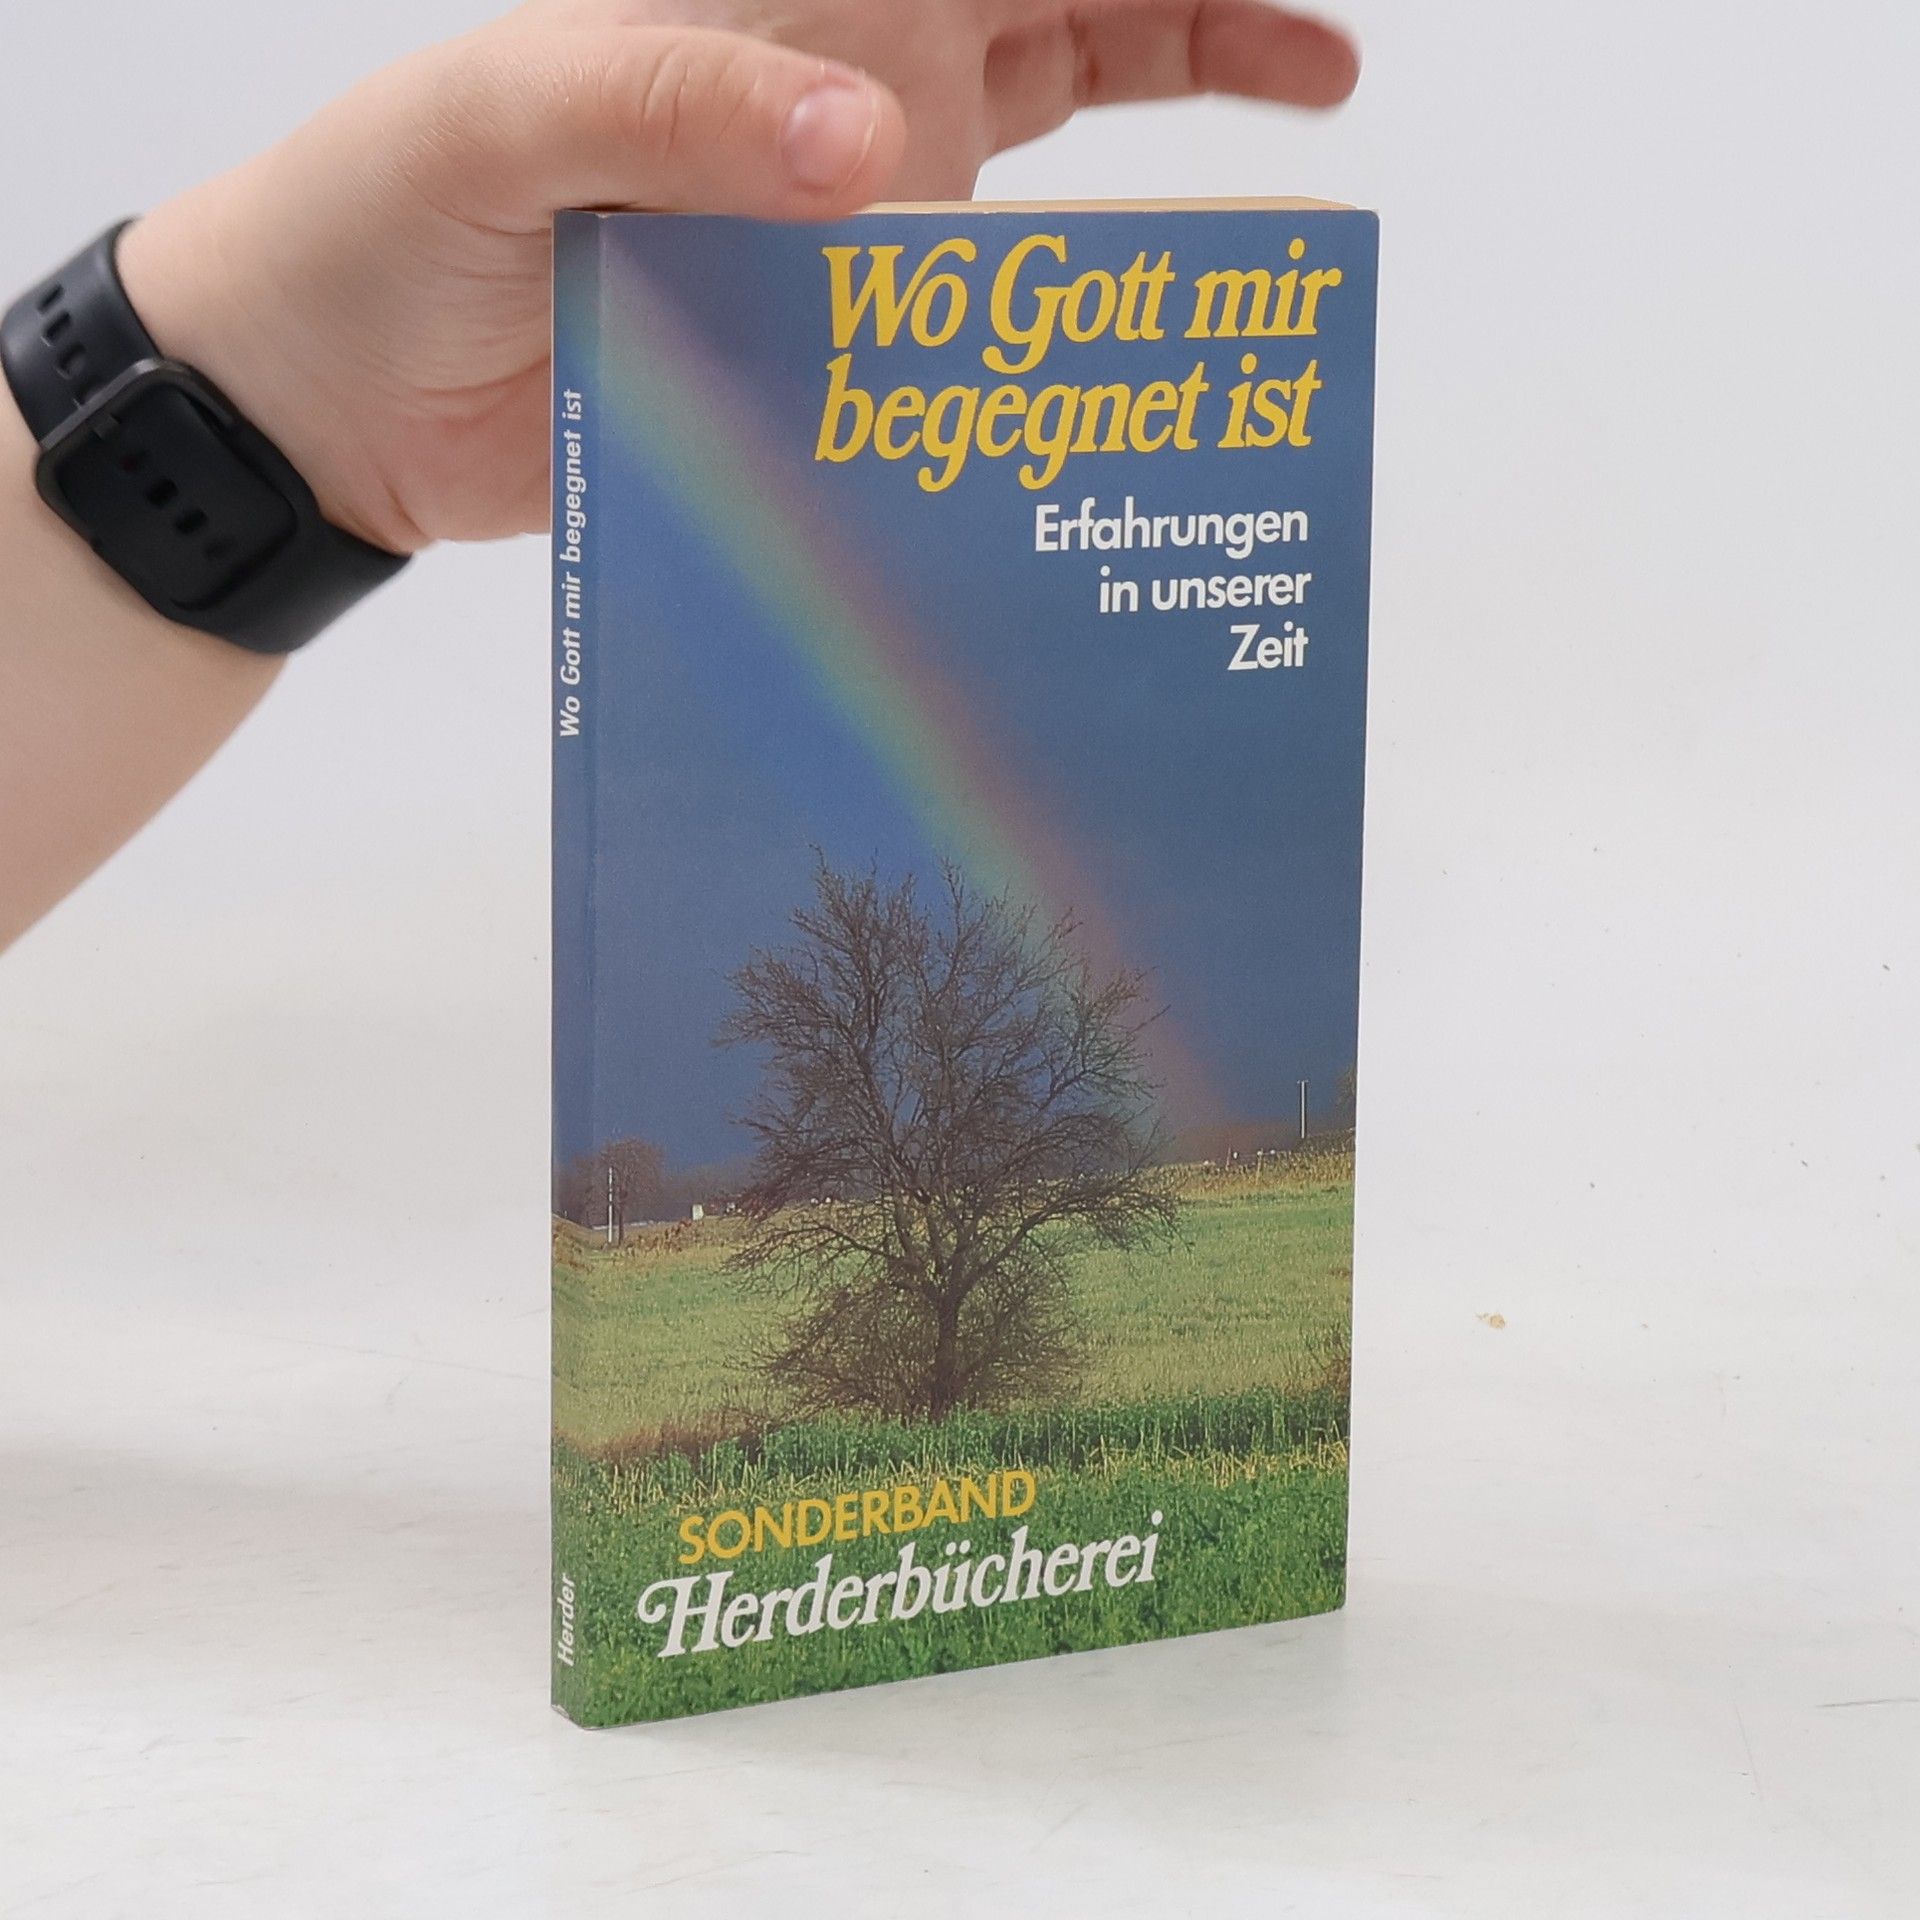 Wo Gott mir
begegnet ist
Erfahrungen
in unserer
Zeit
SONDERBAND
Herderbücherei
Wo Gott mir begegnet ist
Herder